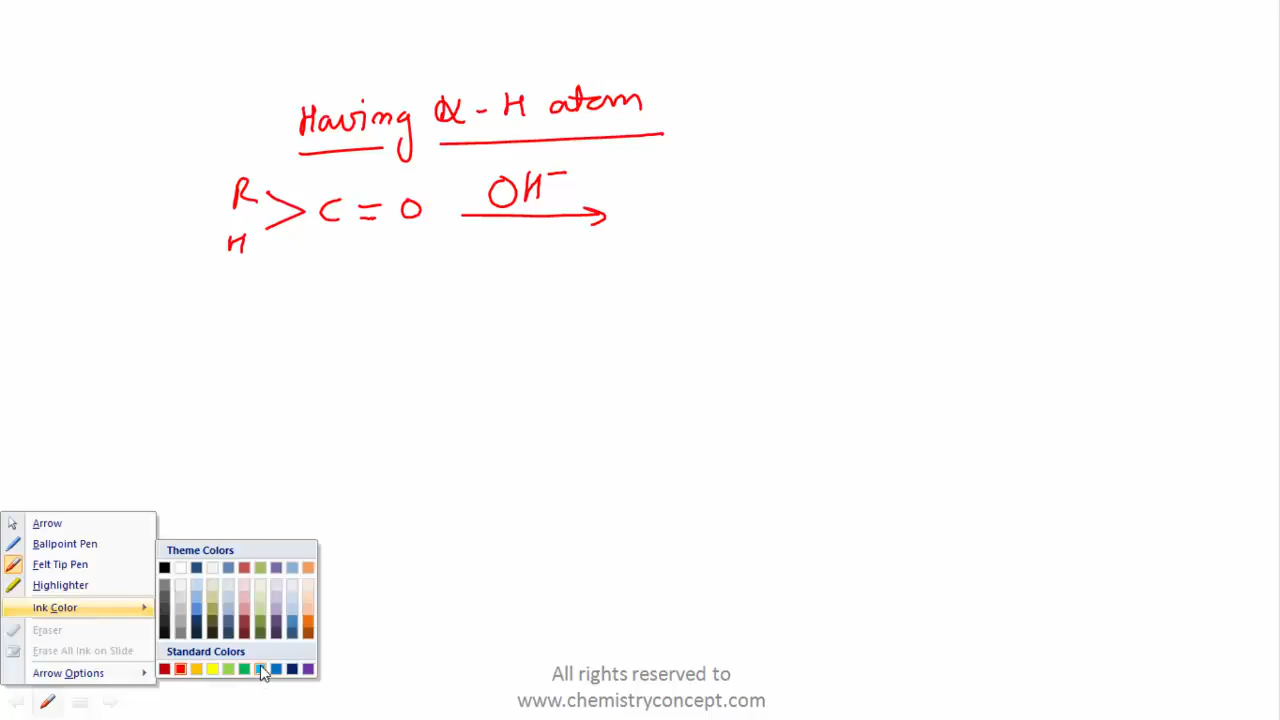 Having α - H atom
R
H
> C = O
OH⁻
Arrow
Ballpoint Pen
Felt Tip Pen
Highlighter
Ink Color
Eraser
Erase All Ink on Slide
Arrow Options
Theme Colors
Standard Colors
All rights reserved to
www.chemistryconcept.com